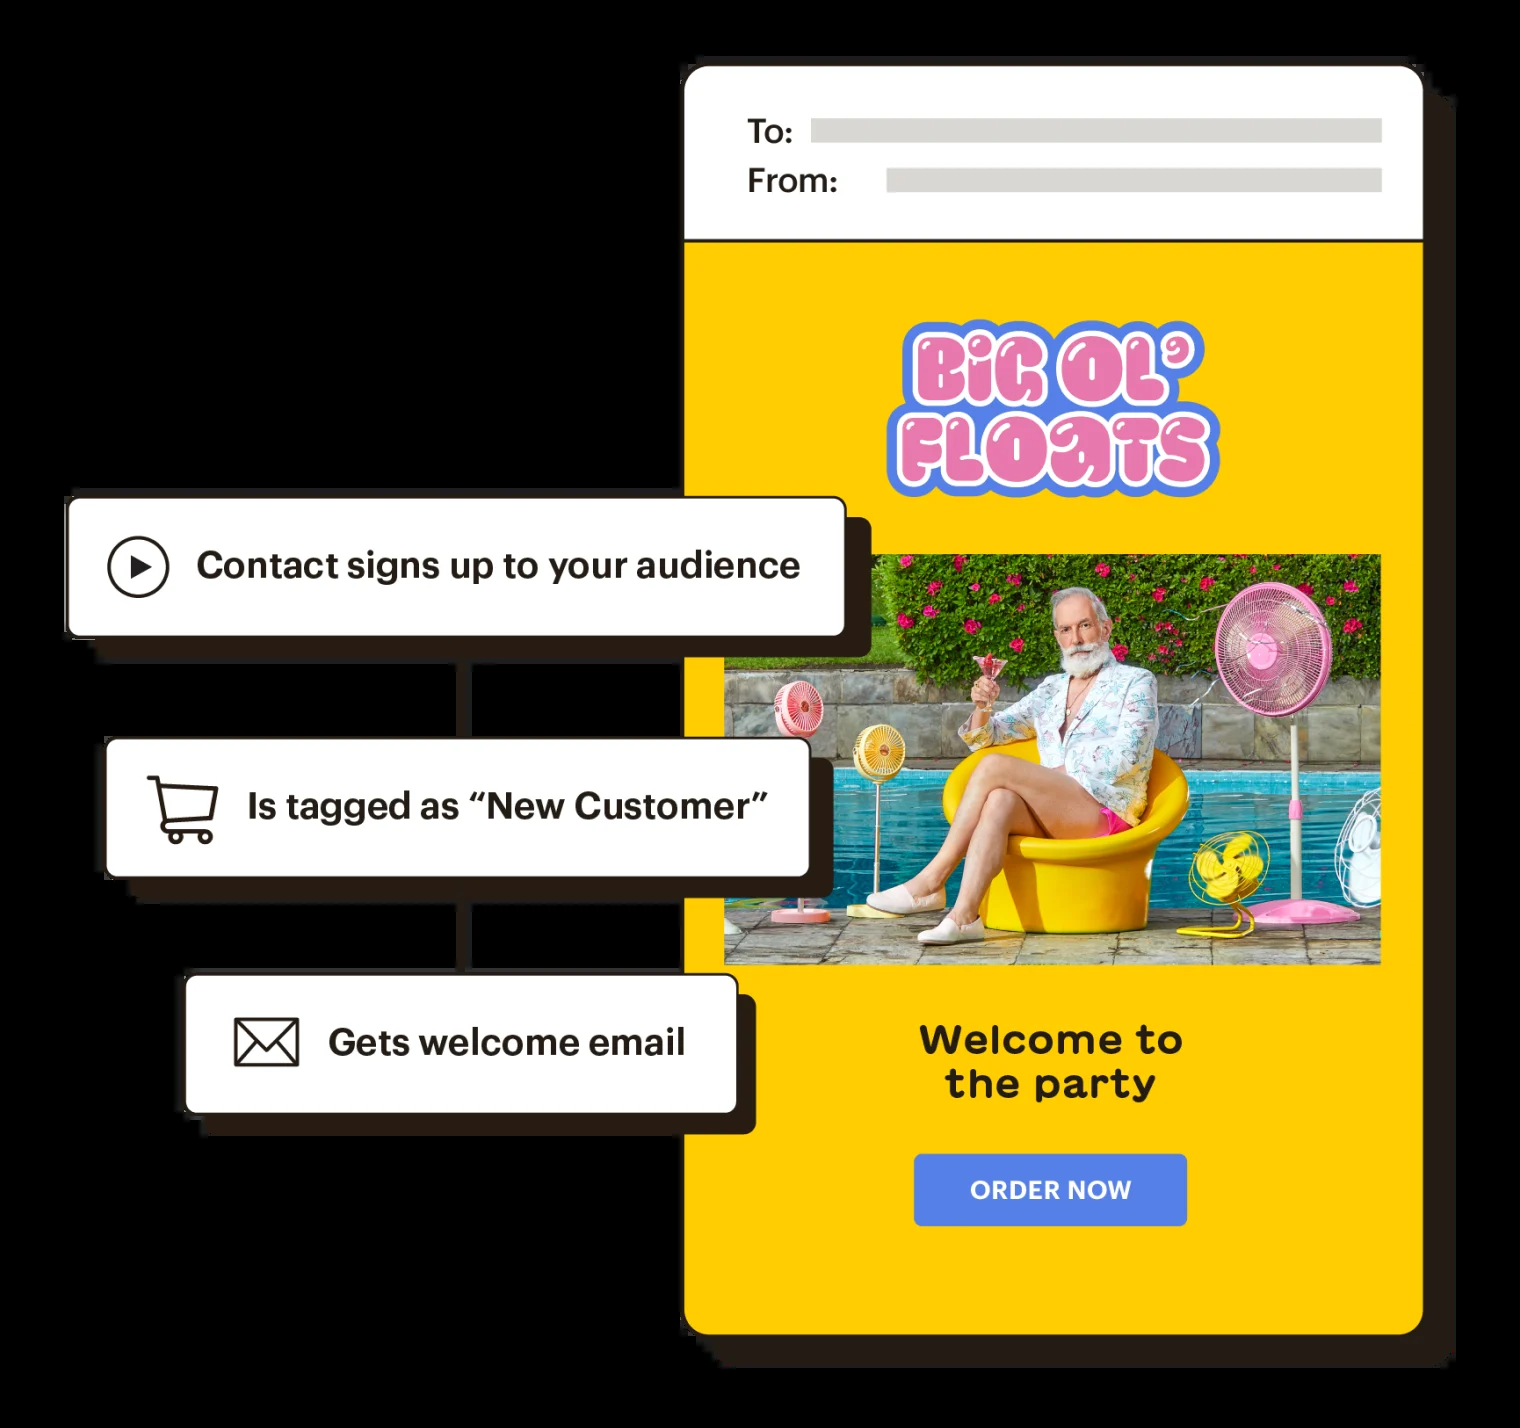 To:
From:
BiG OL'
FLOaTS
Contact signs up to your audience
Is tagged as “New Customer”
Gets welcome email
Welcome to
the party
ORDER NOW